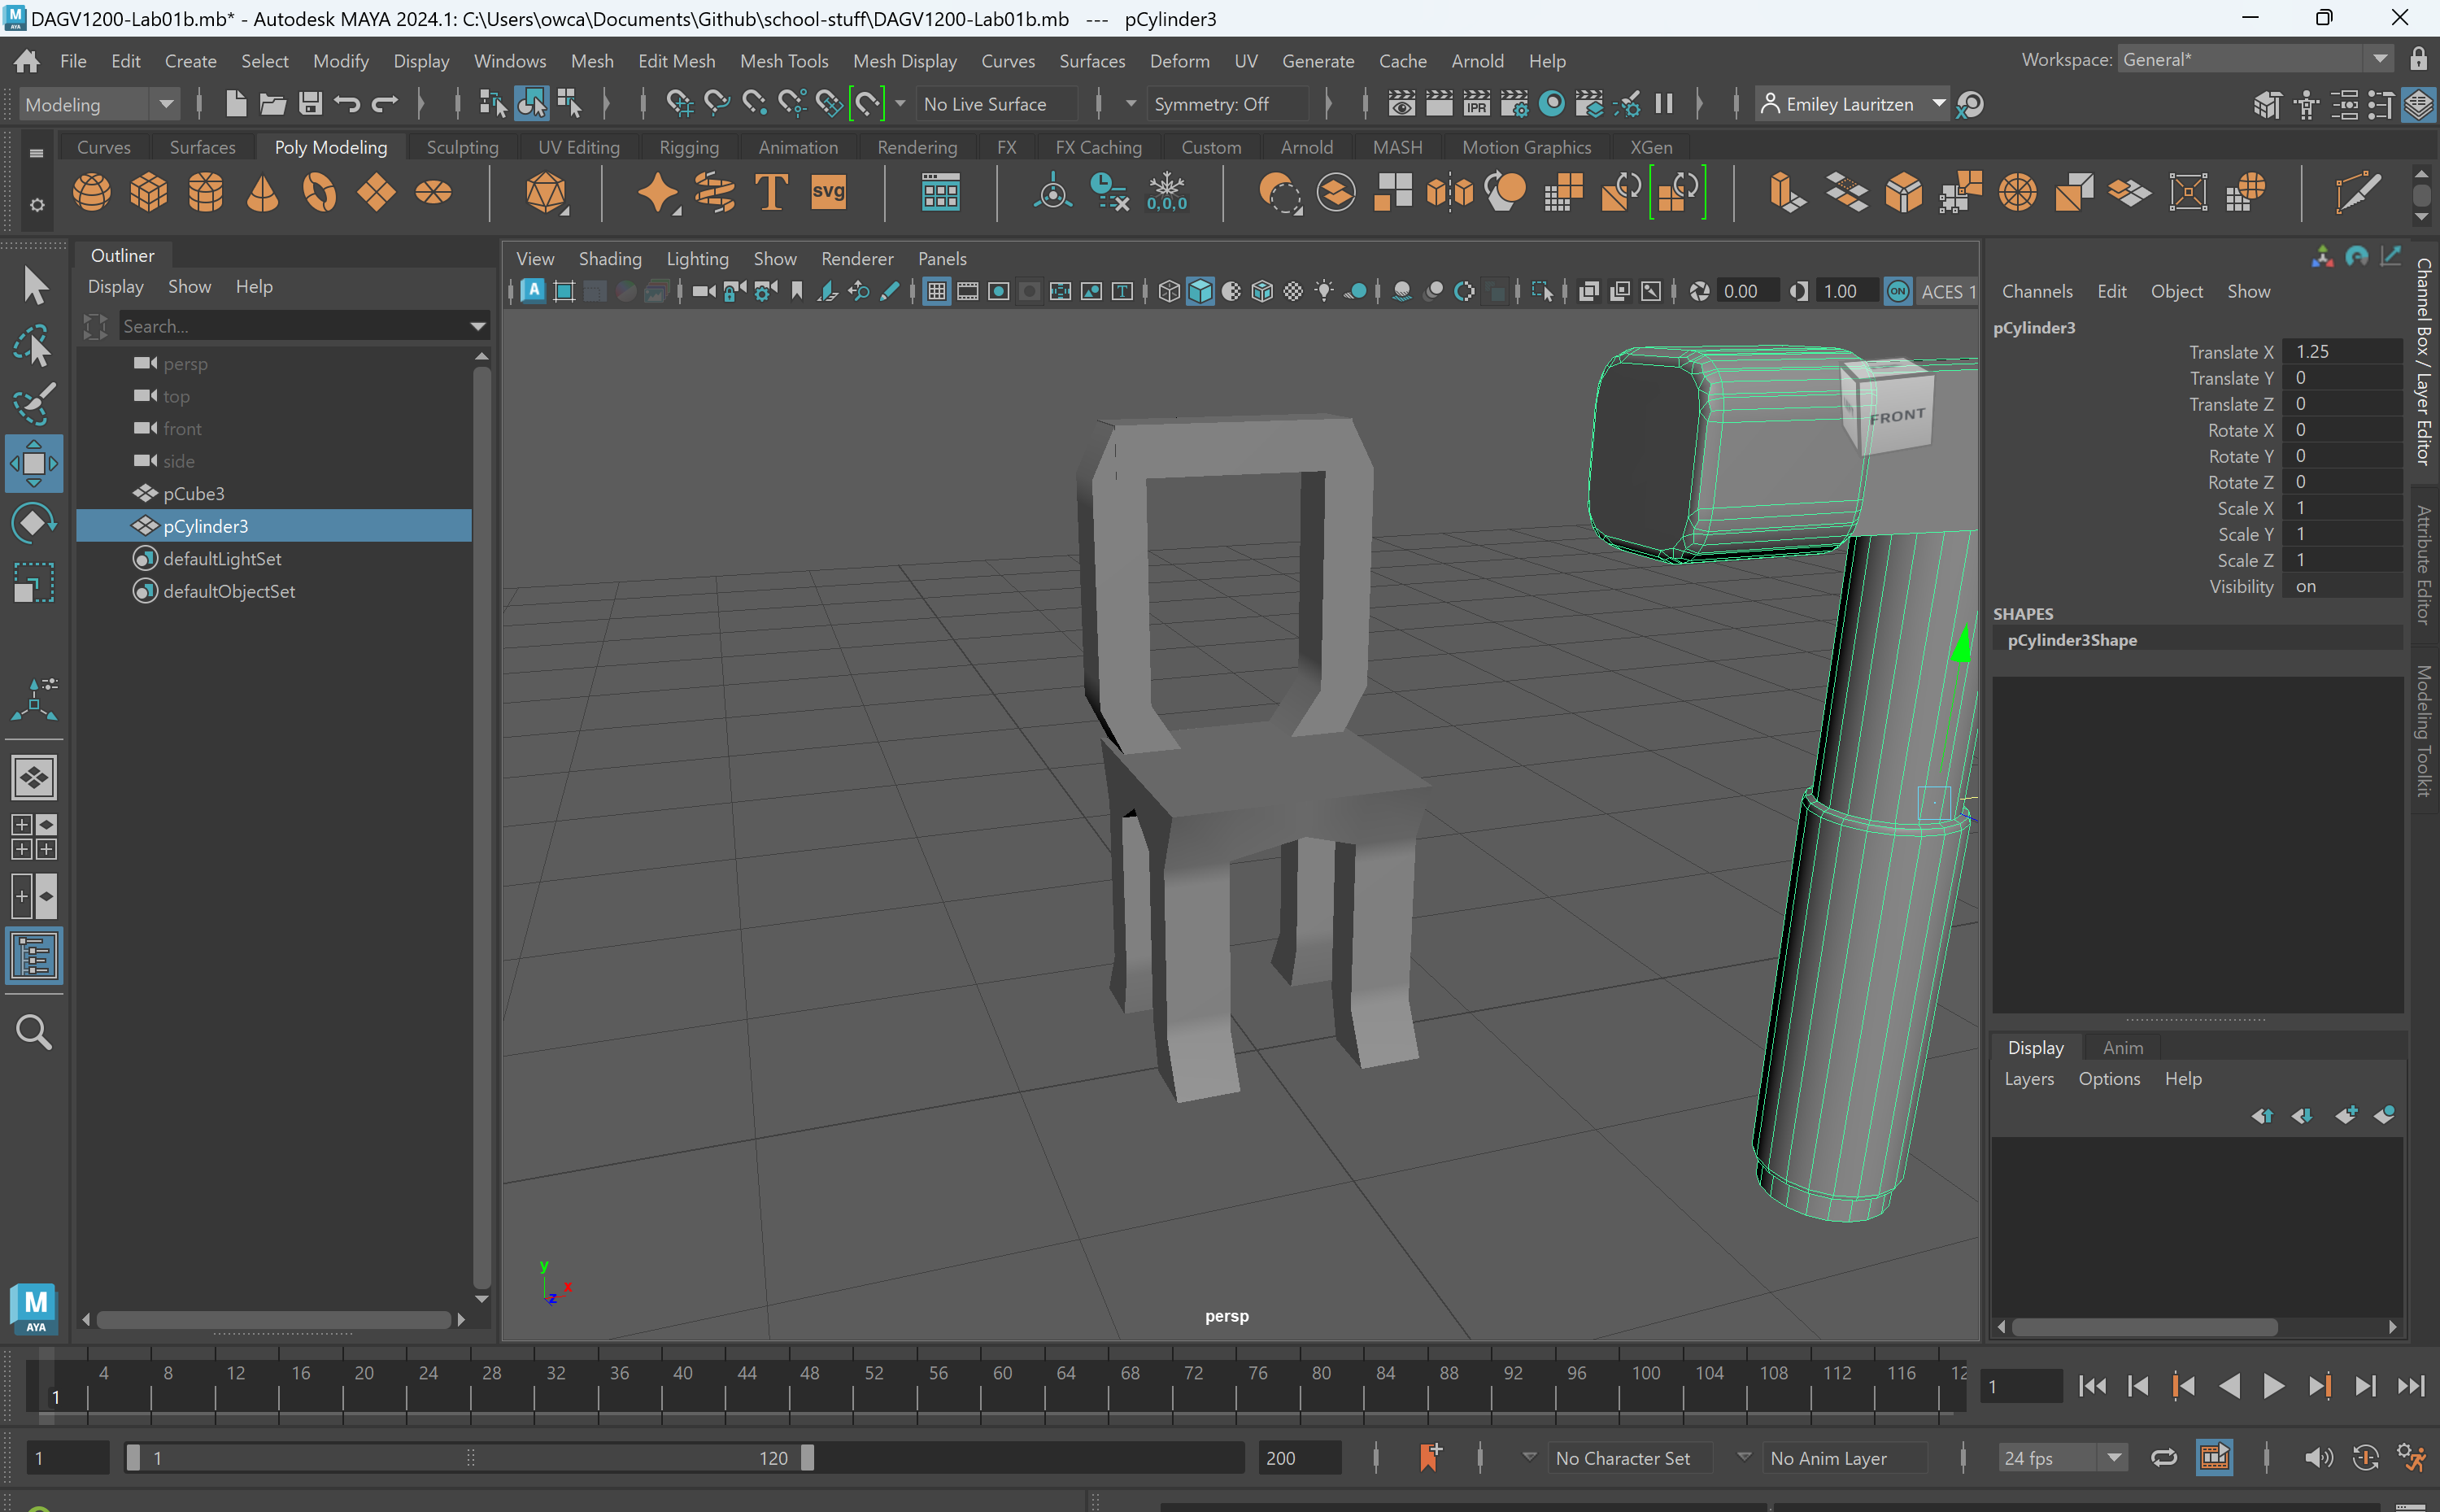 DAGV1200-Lab01b.mb* - Autodesk MAYA 2024.1: C:\Users\owca\Documents\Github\school-stuff\DAGV1200-Lab01b.mb --- pCylinder3
File Edit Create Select Modify Display Windows Mesh Edit Mesh Mesh Tools Mesh Display Curves Surfaces Deform UV Generate Cache Arnold Help
Workspace: General*
Modeling
No Live Surface
Symmetry: Off
IPR
Emiley Lauritzen
Curves Surfaces Poly Modeling Sculpting UV Editing Rigging Animation Rendering FX FX Caching Custom Arnold MASH Motion Graphics XGen
T
svg
0,0,0
Outliner
Display Show Help
Search...
persp
top
front
side
pCube3
pCylinder3
defaultLightSet
defaultObjectSet
View Shading Lighting Show Renderer Panels
0.00
1.00
ON
ACES 1
FRONT
y
x
z
persp
Channels Edit Object Show
pCylinder3
Translate X 1.25
Translate Y 0
Translate Z 0
Rotate X 0
Rotate Y 0
Rotate Z 0
Scale X 1
Scale Y 1
Scale Z 1
Visibility on
SHAPES
pCylinder3Shape
Display Anim
Layers Options Help
Channel Box / Layer Editor
Attribute Editor
Modeling Toolkit
M
AYA
4 8 12 16 20 24 28 32 36 40 44 48 52 56 60 64 68 72 76 80 84 88 92 96 100 104 108 112 116 12
1
1
1
1
120
200
No Character Set
No Anim Layer
24 fps